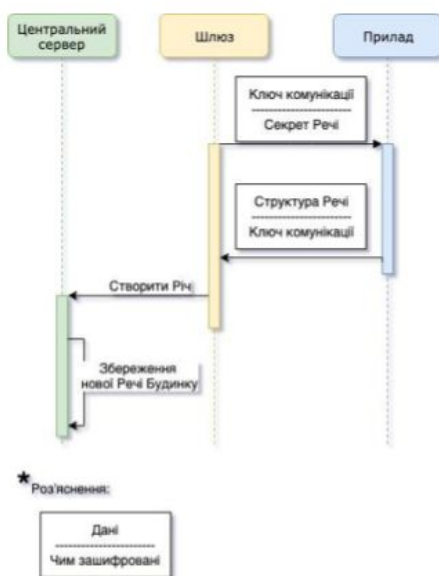 Центральний
сервер
Шлюз
Прилад
Ключ комунікації
Секрет Речі
Структура Речі
Ключ комунікації
Створити Річ
Збереження
нової Речі Будинку
*Роз'яснення:
Дані
Чим зашифровані